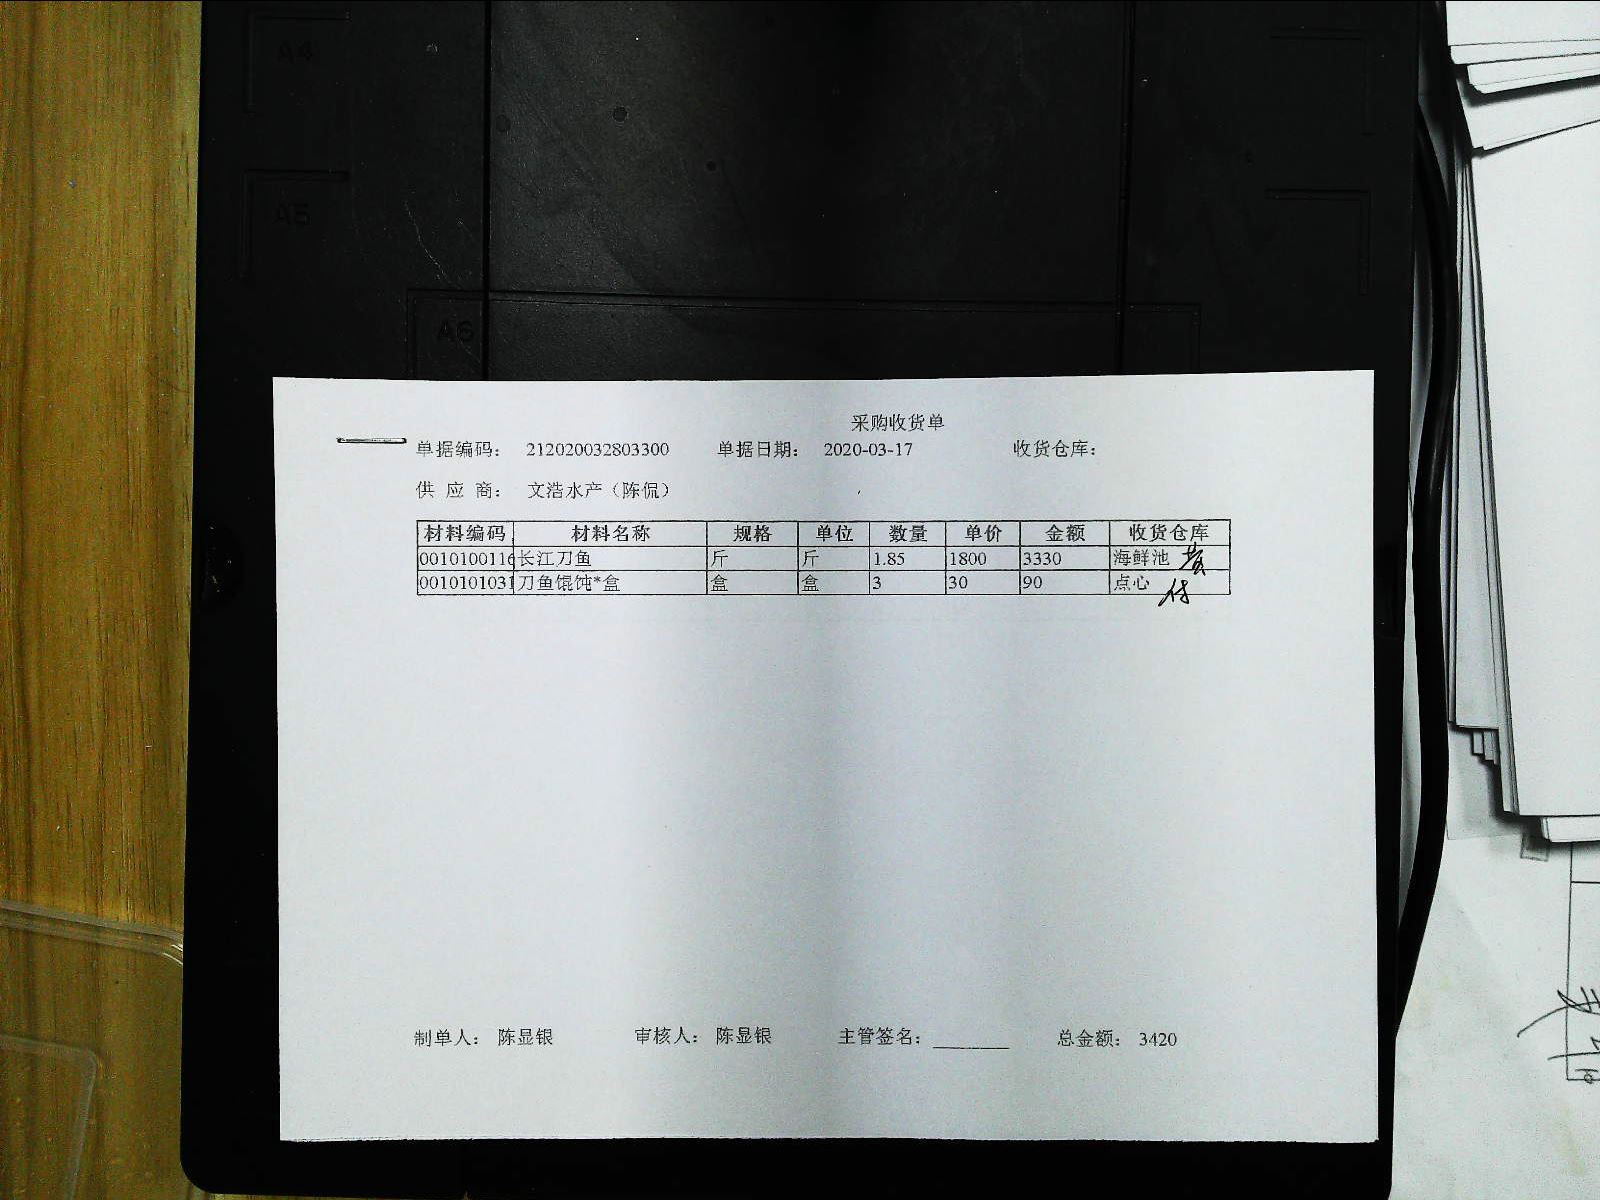 A4
A5
A6
采购收货单
单据编码： 212020032803300 单据日期： 2020-03-17 收货仓库：
供 应 商： 文浩水产（陈侃）
材料编码 材料名称 规格 单位 数量 单价 金额 收货仓库
0010100116 长江刀鱼 斤 斤 1.85 1800 3330 海鲜池
0010101031 刀鱼馄饨*盒 盒 盒 3 30 90 点心
制单人： 陈显银 审核人： 陈显银 主管签名： 总金额： 3420